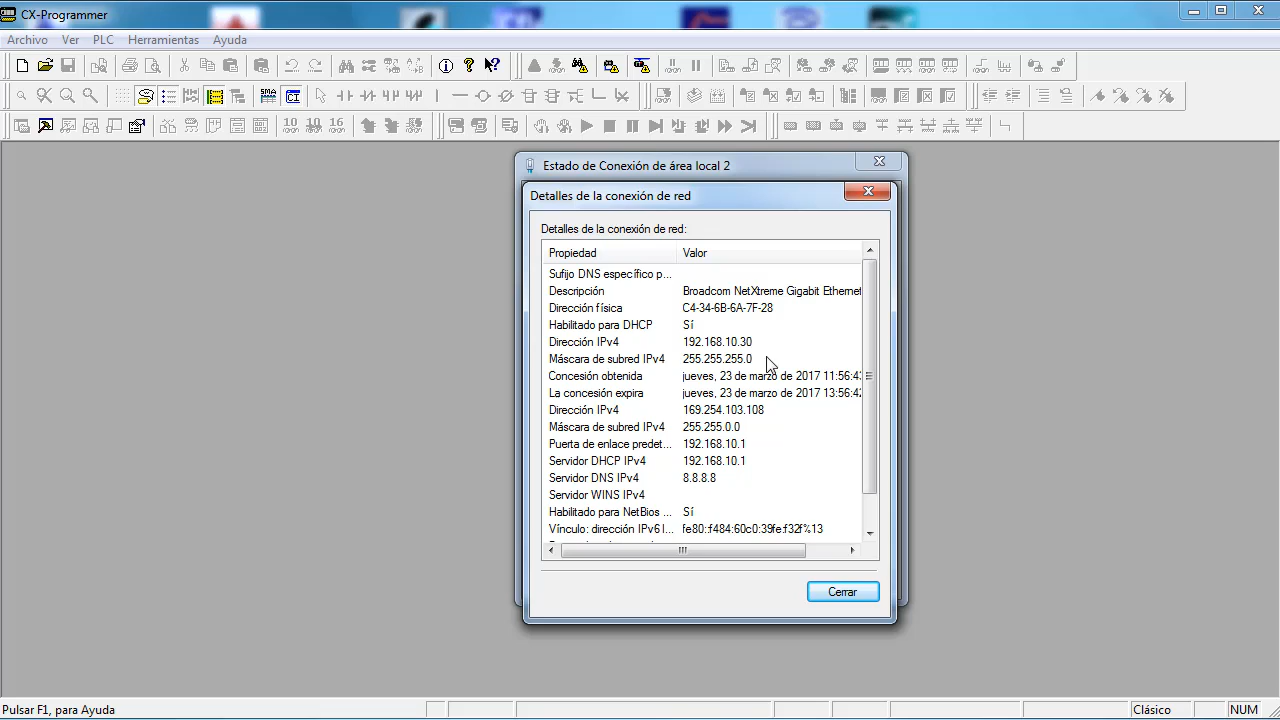 CX-Programmer
Archivo Ver PLC Herramientas Ayuda
SMA CT
10 10 16
Estado de Conexión de área local 2
Detalles de la conexión de red
Detalles de la conexión de red:
Propiedad Valor
Sufijo DNS específico p...
Descripción Broadcom NetXtreme Gigabit Ethernet
Dirección física C4-34-6B-6A-7F-28
Habilitado para DHCP Sí
Dirección IPv4 192.168.10.30
Máscara de subred IPv4 255.255.255.0
Concesión obtenida jueves, 23 de marzo de 2017 11:56:43
La concesión expira jueves, 23 de marzo de 2017 13:56:42
Dirección IPv4 169.254.103.108
Máscara de subred IPv4 255.255.0.0
Puerta de enlace predet... 192.168.10.1
Servidor DHCP IPv4 192.168.10.1
Servidor DNS IPv4 8.8.8.8
Servidor WINS IPv4
Habilitado para NetBios ... Sí
Vínculo: dirección IPv6 l... fe80::f484:60c0:39fe:f32f%13
Cerrar
Pulsar F1, para Ayuda Clásico NUM